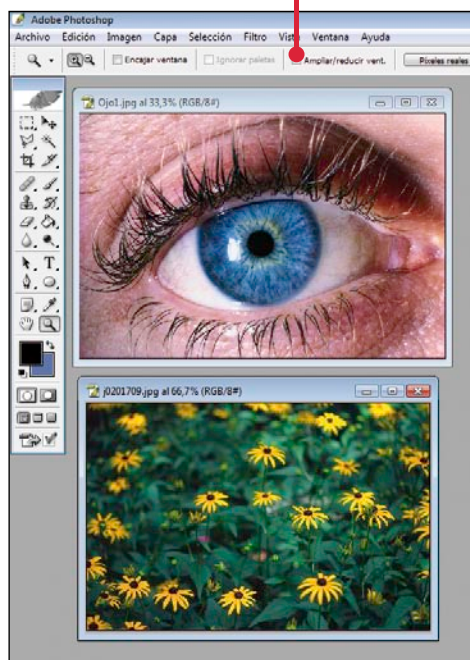 Adobe Photoshop
Archivo Edición Imagen Capa Selección Filtro Vista Ventana Ayuda
Encajar ventana Ignorar paletas Ampliar/reducir vent. Píxeles reales
Ojo1.jpg al 33,3% (RGB/8#)
T
j0201709.jpg al 66,7% (RGB/8#)